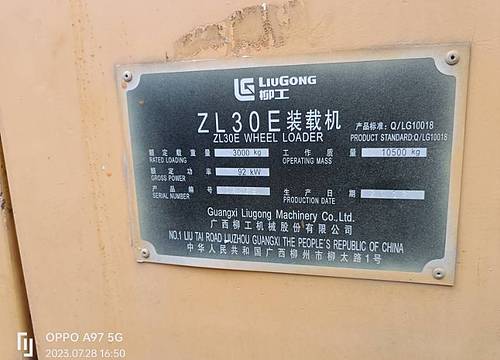 LIUGONG
柳工
ZL30E装载机
产品标准: Q/LG10018
ZL30E WHEEL LOADER
PRODUCT STANDARD:Q/LG10018
额定载重量 3000 kg 工作质量 10500 kg
RATED LOADING OPERATING MASS
额定功率 92 kW
GROSS POWER
产品编号 生产日期
SERIAL NUMBER PRODUCTION DATE
Guangxi Liugong Machinery Co.,Ltd.
广西柳工机械股份有限公司
NO.1 LIU TAI ROAD LIUZHOU GUANGXI THE PEOPLE'S REPUBLIC OF CHINA
中华人民共和国广西柳州市柳太路1号
OPPO A97 5G
2023.07.28 16:50